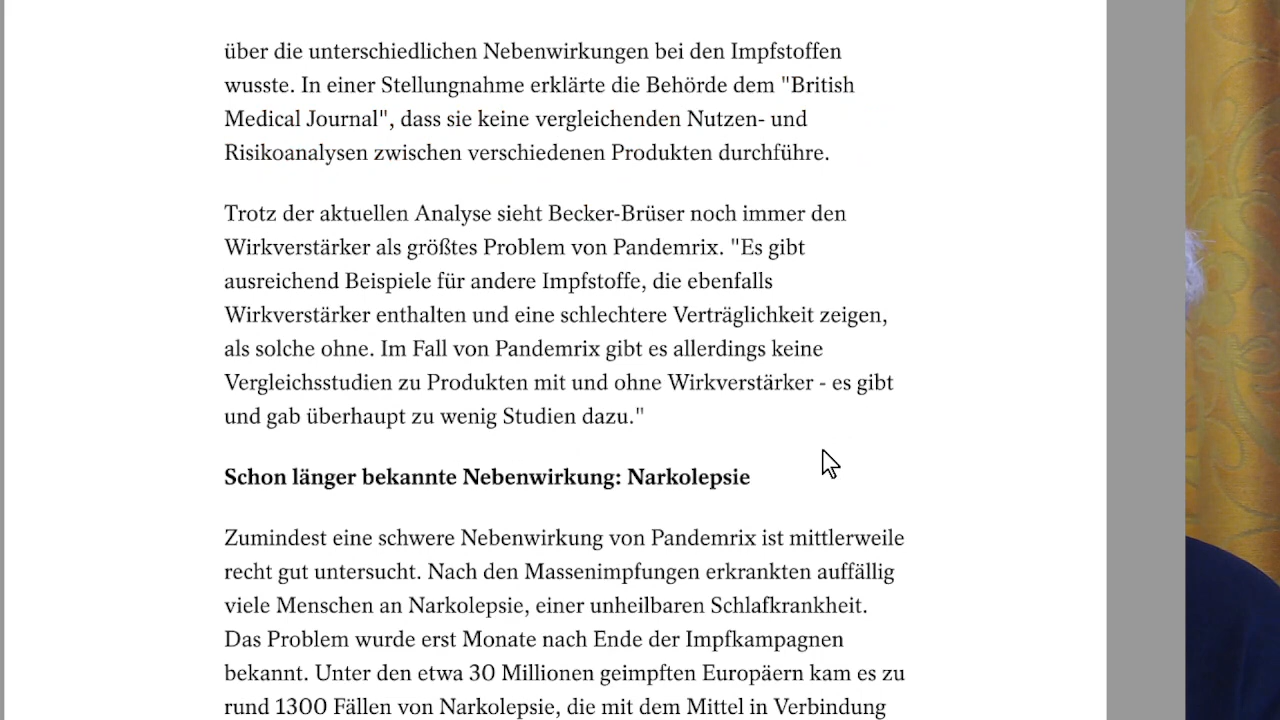 über die unterschiedlichen Nebenwirkungen bei den Impfstoffen
wusste. In einer Stellungnahme erklärte die Behörde dem "British
Medical Journal", dass sie keine vergleichenden Nutzen- und
Risikoanalysen zwischen verschiedenen Produkten durchführe.
Trotz der aktuellen Analyse sieht Becker-Brüser noch immer den
Wirkverstärker als größtes Problem von Pandemrix. "Es gibt
ausreichend Beispiele für andere Impfstoffe, die ebenfalls
Wirkverstärker enthalten und eine schlechtere Verträglichkeit zeigen,
als solche ohne. Im Fall von Pandemrix gibt es allerdings keine
Vergleichsstudien zu Produkten mit und ohne Wirkverstärker - es gibt
und gab überhaupt zu wenig Studien dazu."
Schon länger bekannte Nebenwirkung: Narkolepsie
Zumindest eine schwere Nebenwirkung von Pandemrix ist mittlerweile
recht gut untersucht. Nach den Massenimpfungen erkrankten auffällig
viele Menschen an Narkolepsie, einer unheilbaren Schlafkrankheit.
Das Problem wurde erst Monate nach Ende der Impfkampagnen
bekannt. Unter den etwa 30 Millionen geimpften Europäern kam es zu
rund 1300 Fällen von Narkolepsie, die mit dem Mittel in Verbindung